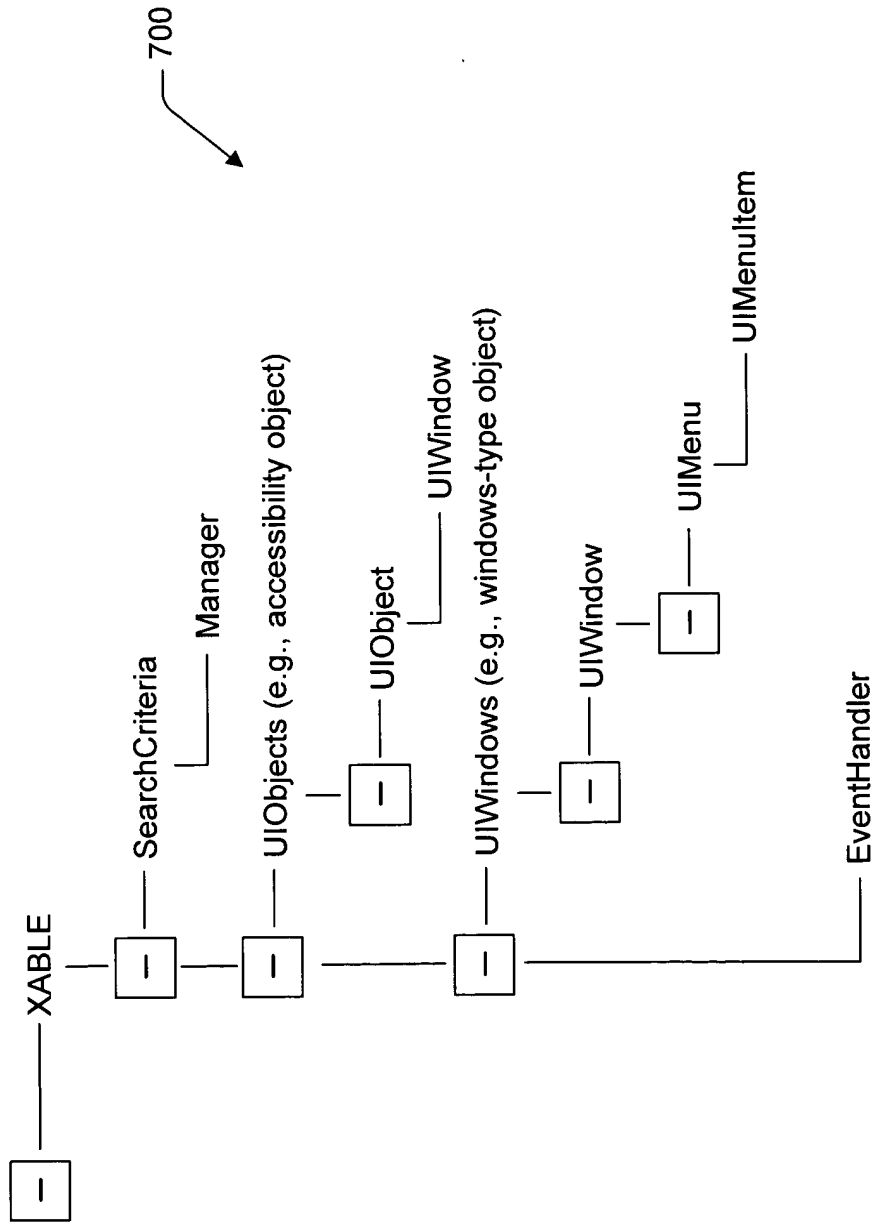 700
XABLE
SearchCriteria
Manager
UIObjects (e.g., accessibility object)
UIObject
UIWindow
UIWindows (e.g., windows-type object)
UIWindow
UIMenu
UIMenuItem
EventHandler